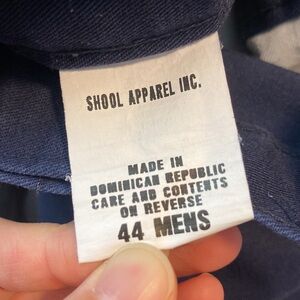 SHOOL APPAREL INC.
MADE IN
DOMINICAN REPUBLIC
CARE AND CONTENTS
ON REVERSE
44 MENS